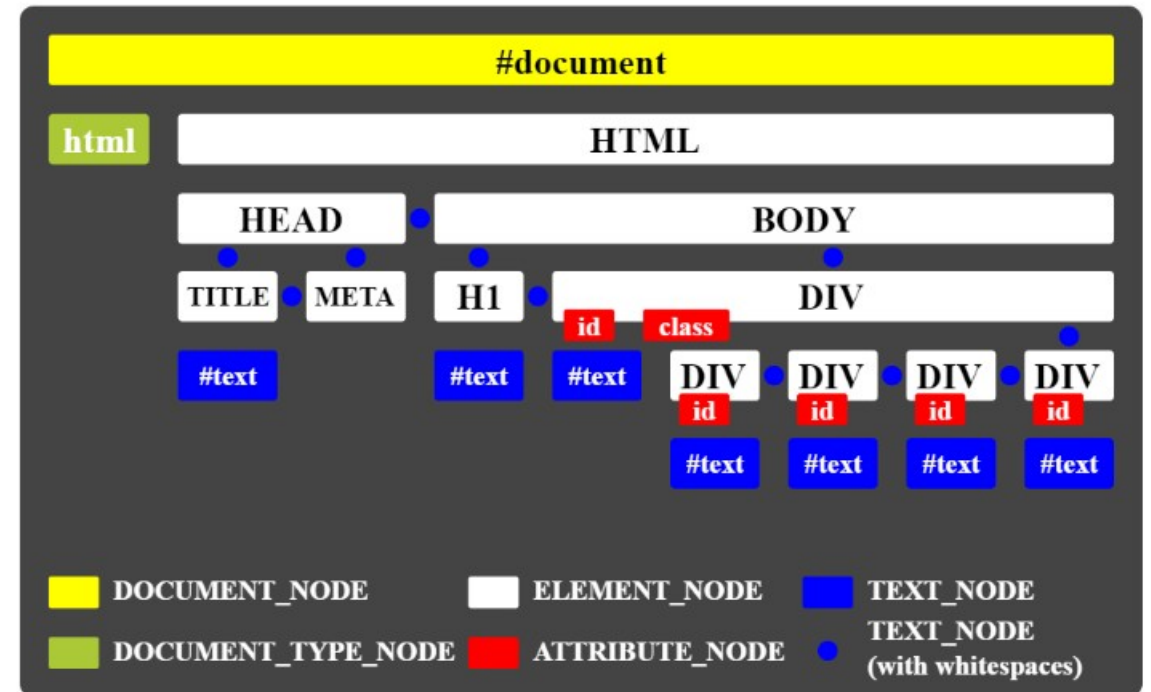 #document
html HTML
HEAD BODY
TITLE META H1 DIV
id class
#text #text #text DIV DIV DIV DIV
id id id id
#text #text #text #text
DOCUMENT_NODE ELEMENT_NODE TEXT_NODE
DOCUMENT_TYPE_NODE ATTRIBUTE_NODE TEXT_NODE
(with whitespaces)